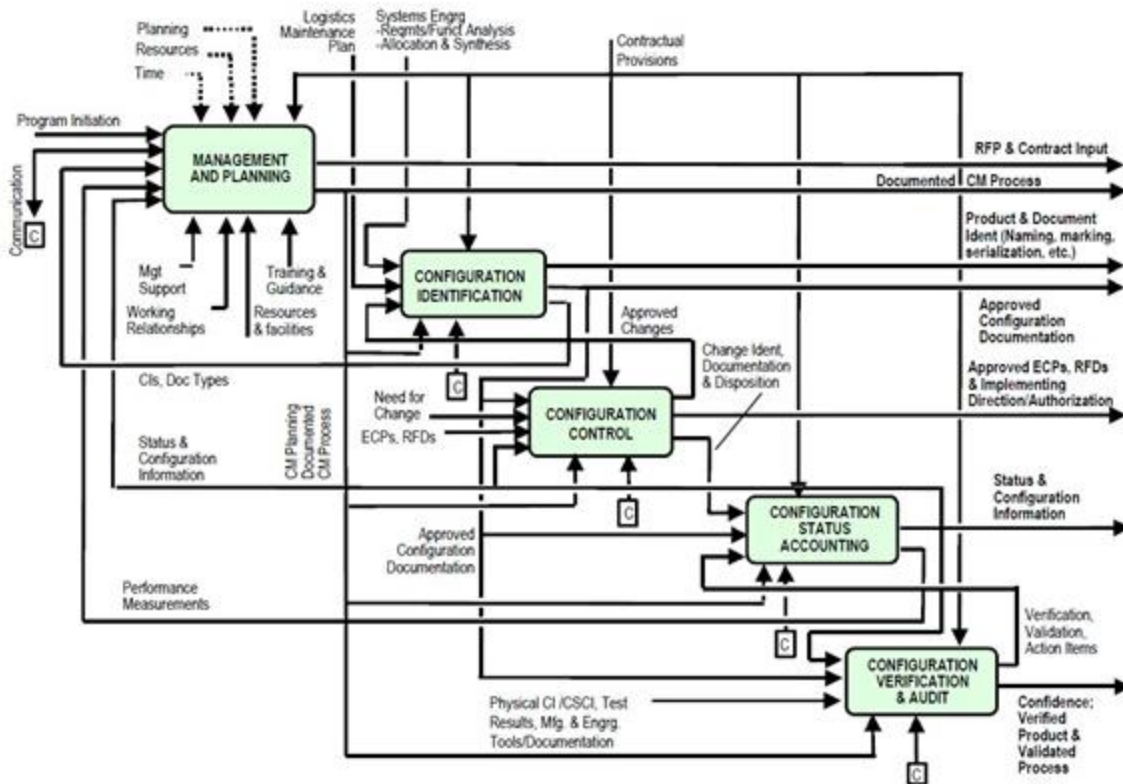 Planning
Resources
Time
Logistics
Maintenance
Plan
Systems Engrg
-Reqmts/Funct Analysis
-Allocation & Synthesis
Contractual
Provisions
Program Initiation
MANAGEMENT
AND PLANNING
RFP & Contract Input
Documented CM Process
Communication
C
Mgt
Support
Working
Relationships
Training &
Guidance
Resources
& facilities
CONFIGURATION
IDENTIFICATION
Product & Document
Ident (Naming, marking,
serialization, etc.)
Approved
Configuration
Documentation
Approved
Changes
CIs, Doc Types
C
Change Ident,
Documentation
& Disposition
Need for
Change
ECPs, RFDs
CONFIGURATION
CONTROL
Approved ECPs, RFDs
& Implementing
Direction/Authorization
Status &
Configuration
Information
CM Planning
Documented
CM Process
C
CONFIGURATION
STATUS
ACCOUNTING
Status &
Configuration
Information
Approved
Configuration
Documentation
Performance
Measurements
C
Verification,
Validation,
Action Items
CONFIGURATION
VERIFICATION
& AUDIT
Physical CI /CSCI, Test
Results, Mfg. & Engrg.
Tools/Documentation
Confidence;
Verified
Product &
Validated
Process
C